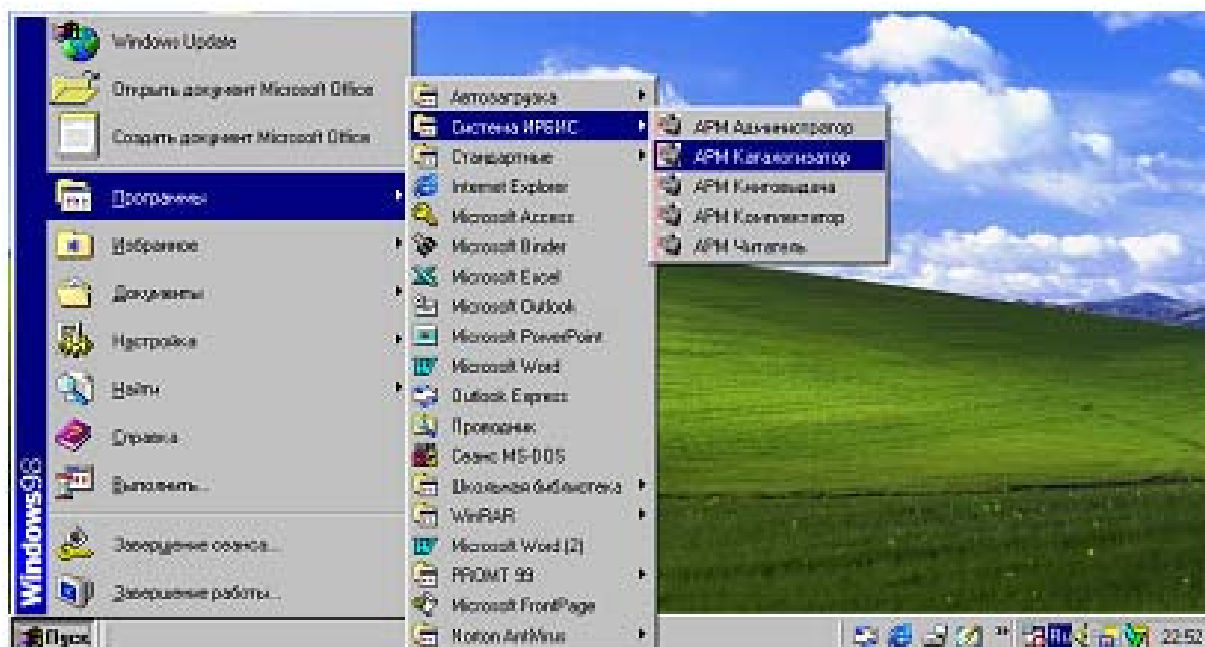 Windows Update
Открыть документ Microsoft Office
Создать документ Microsoft Office
Программы
Избранное
Документы
Настройка
Найти
Справка
Выполнить...
Завершение сеанса...
Завершение работы...
Windows98
Автозагрузка
Система ИРБИС
Стандартные
Internet Explorer
Microsoft Access
Microsoft Binder
Microsoft Excel
Microsoft Outlook
Microsoft PowerPoint
Microsoft Word
Outlook Express
Проводник
Сеанс MS-DOS
Школьная библиотека
WinRAR
Microsoft Word (2)
PROMT 99
Microsoft FrontPage
Norton AntiVirus
АРМ Администратор
АРМ Каталогизатор
АРМ Книговыдача
АРМ Комплектатор
АРМ Читатель
Пуск
Ru
22:52